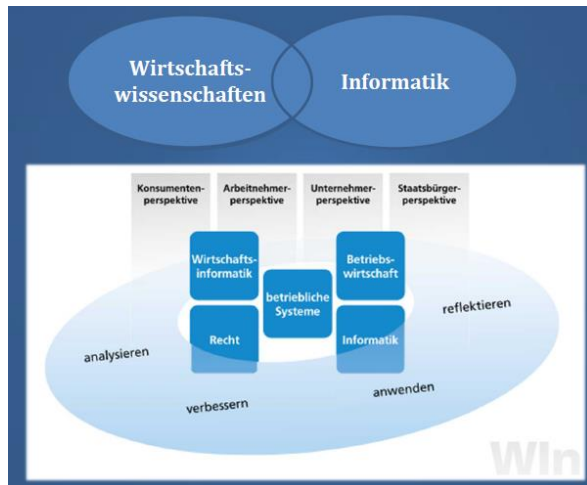 Wirtschafts-
wissenschaften
Informatik
Konsumenten-
perspektive
Arbeitnehmer-
perspektive
Unternehmer-
perspektive
Staatsbürger-
perspektive
Wirtschafts-
informatik
Betriebs-
wirtschaft
betriebliche
Systeme
Recht
Informatik
reflektieren
analysieren
anwenden
verbessern
WIn